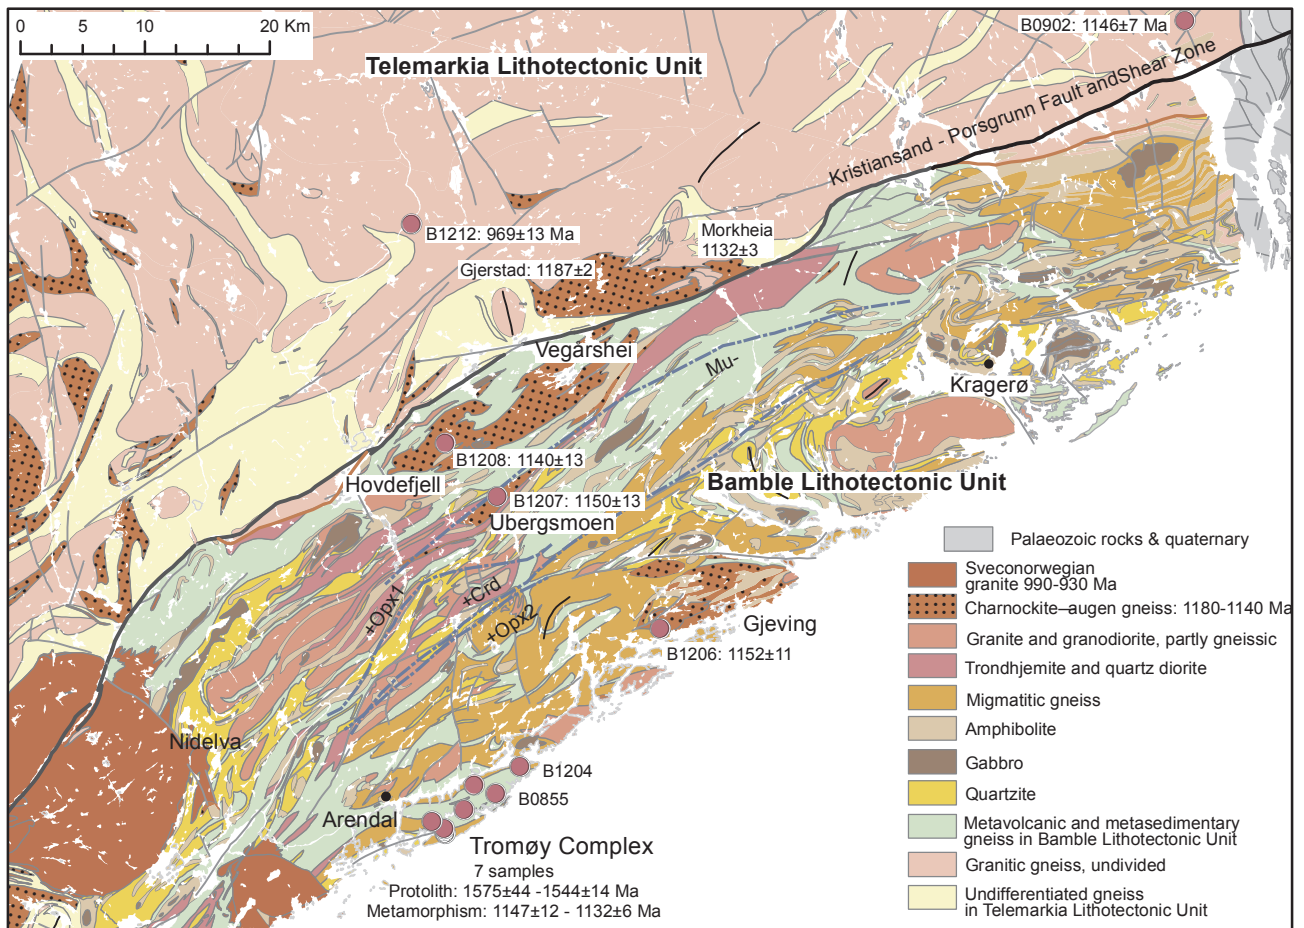 0 5 10 20 Km
B0902: 1146±7 Ma
Telemarkia Lithotectonic Unit
Kristiansand - Porsgrunn Fault andShear Zone
B1212: 969±13 Ma
Morkheia
1132±3
Gjerstad: 1187±2
Vegårshei
Mu-
Kragerø
B1208: 1140±13
Hovdefjell
Bamble Lithotectonic Unit
B1207: 1150±13
Ubergsmoen
+Opx1
+Crd
+Opx2
Gjeving
B1206: 1152±11
Nidelva
B1204
B0855
Arendal
Tromøy Complex
7 samples
Protolith: 1575±44 -1544±14 Ma
Metamorphism: 1147±12 - 1132±6 Ma
Palaeozoic rocks & quaternary
Sveconorwegian
granite 990-930 Ma
Charnockite–augen gneiss: 1180-1140 Ma
Granite and granodiorite, partly gneissic
Trondhjemite and quartz diorite
Migmatitic gneiss
Amphibolite
Gabbro
Quartzite
Metavolcanic and metasedimentary
gneiss in Bamble Lithotectonic Unit
Granitic gneiss, undivided
Undifferentiated gneiss
in Telemarkia Lithotectonic Unit